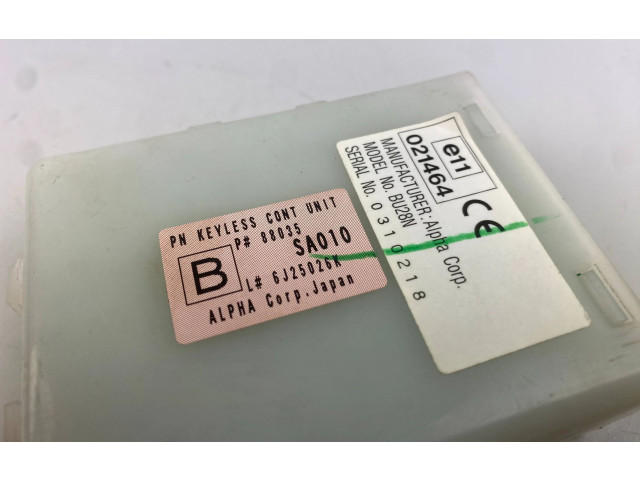 PN KEYLESS CONT UNIT
P# 88035
SA010
B
L# 6J25026K
ALPHA Corp. Japan
e11
021464
CE
MANUFACTURER: Alpha Corp.
MODEL No. BU28N
SERIAL No. 0310218